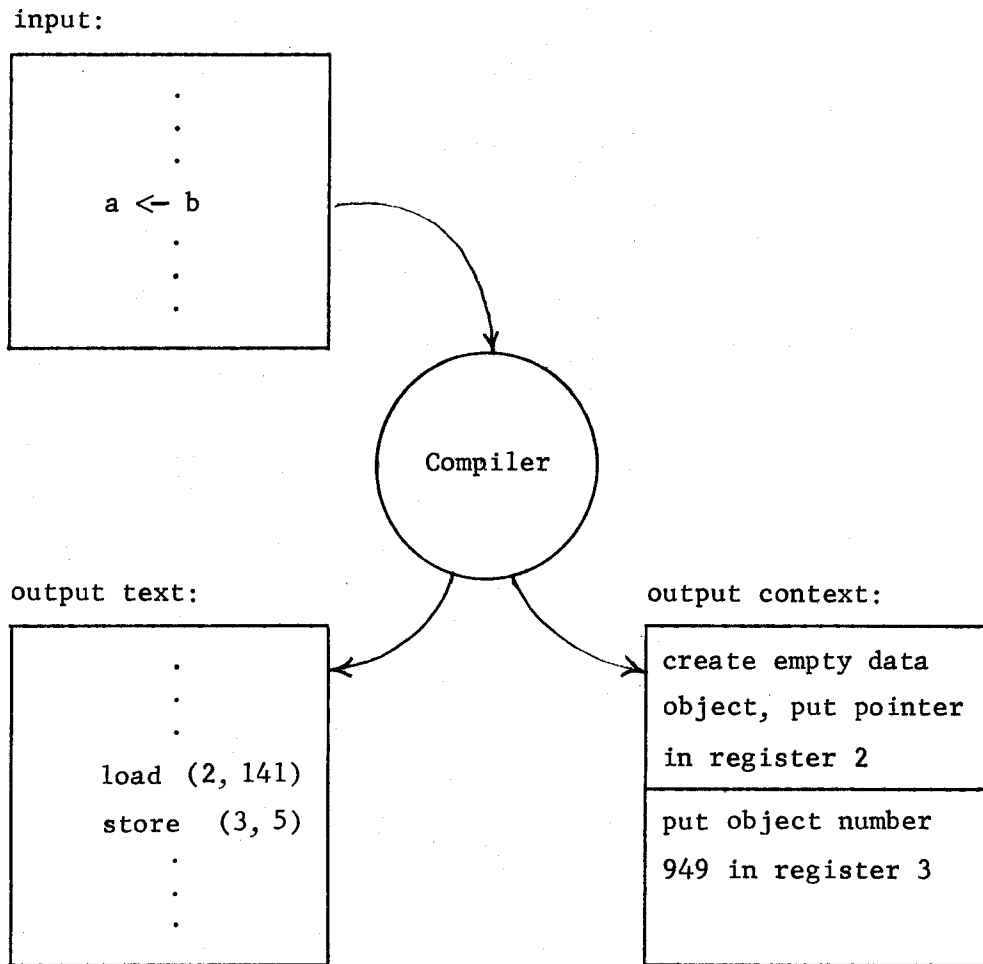 input:
.
.
.
a <- b
.
.
.
Compiler
output text:
.
.
.
load (2, 141)
store (3, 5)
.
.
.
output context:
create empty data
object, put pointer
in register 2
put object number
949 in register 3